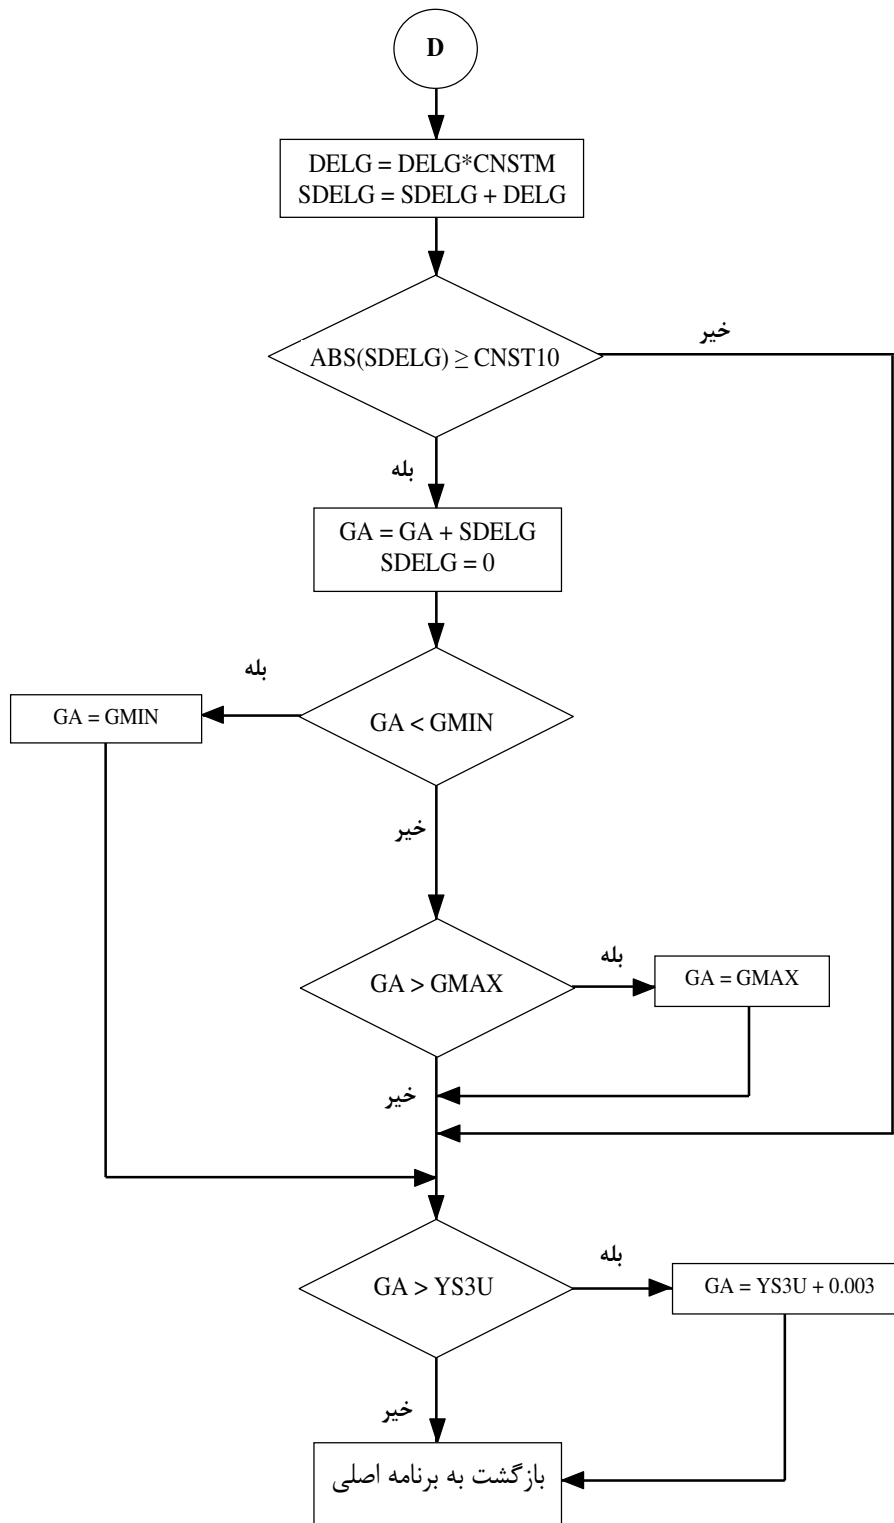 D
DELG = DELG*CNSTM
SDELG = SDELG + DELG
خیر
ABS(SDELG) ≥ CNST10
بله
GA = GA + SDELG
SDELG = 0
بله
GA = GMIN
GA < GMIN
خیر
بله
GA > GMAX
GA = GMAX
خیر
بله
GA > YS3U
GA = YS3U + 0.003
خیر
بازگشت به برنامه اصلی